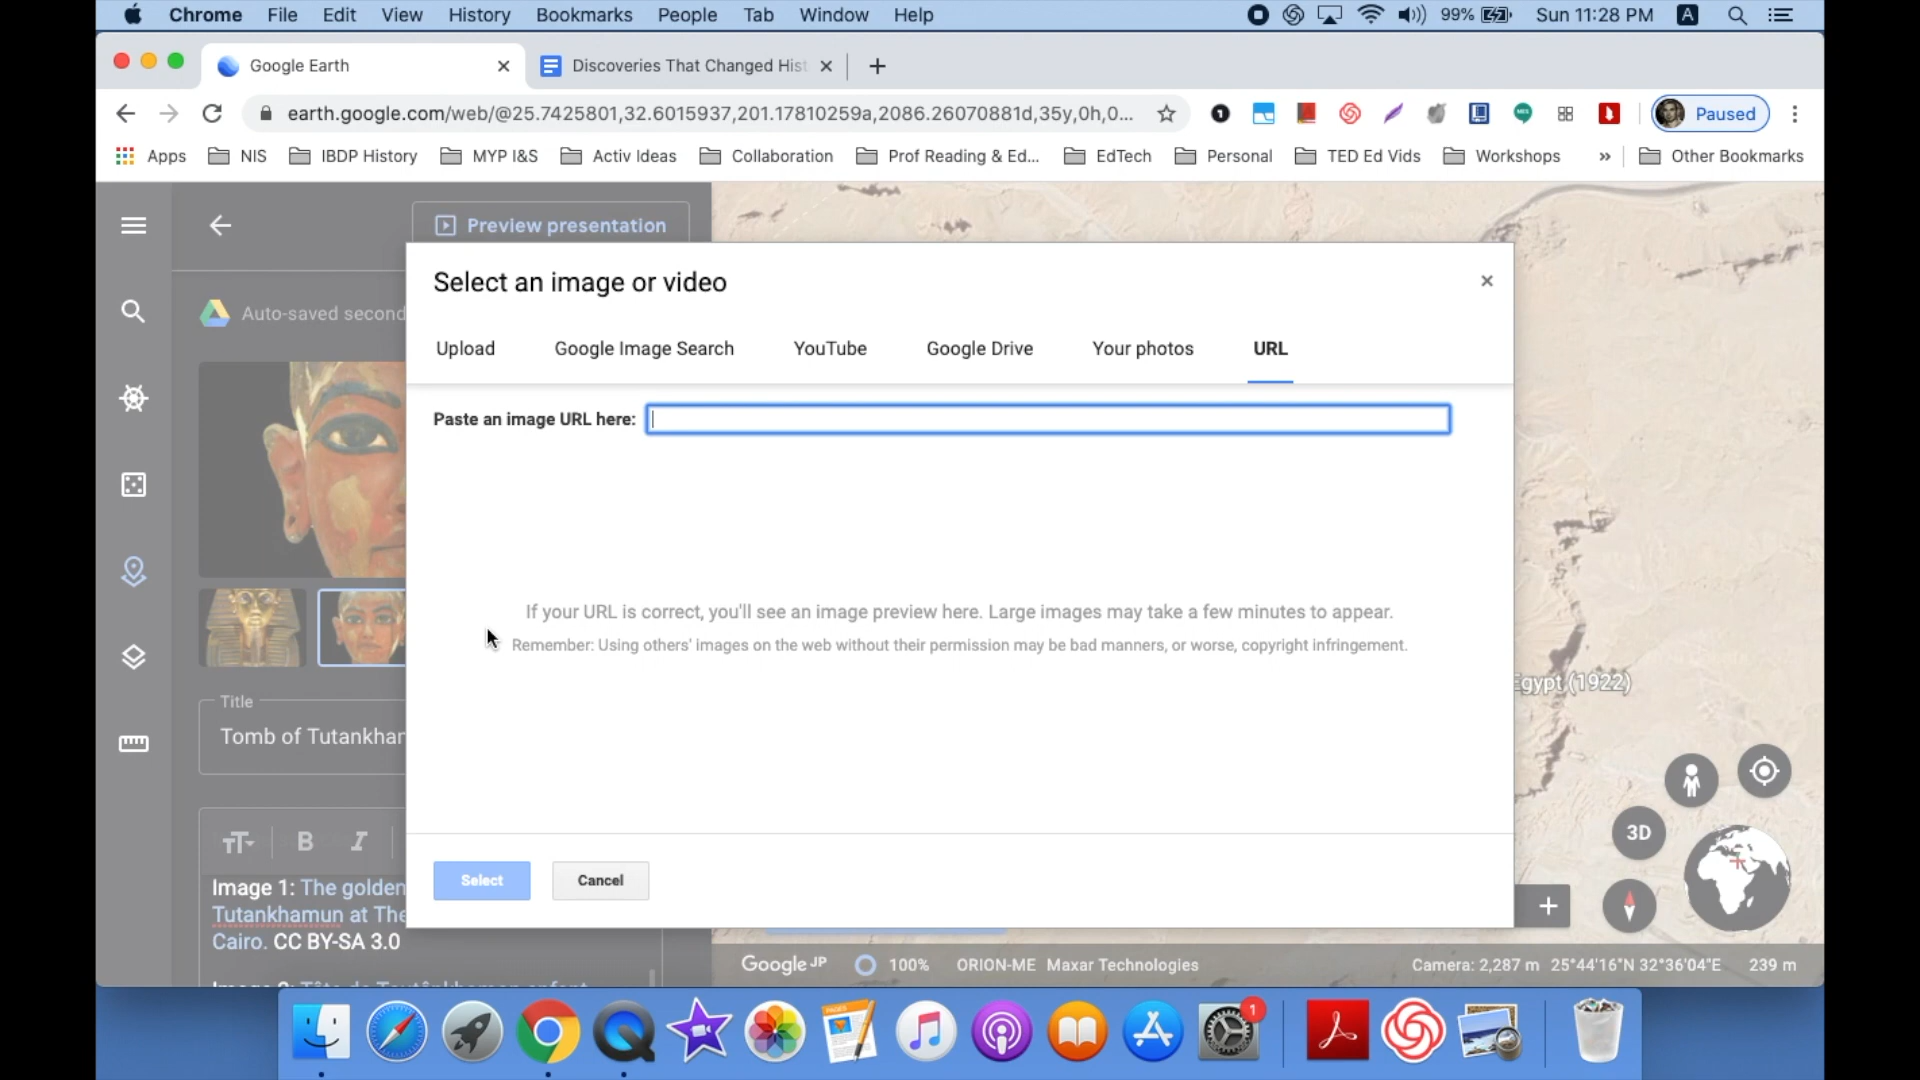 Chrome File Edit View History Bookmarks People Tab Window Help
99% Sun 11:28 PM A
Google Earth
Discoveries That Changed Hist
earth.google.com/web/@25.7425801,32.6015937,201.17810259a,2086.26070881d,35y,0h,0...
Paused
Apps NIS IBDP History MYP I&S Activ Ideas Collaboration Prof Reading & Ed... EdTech Personal TED Ed Vids Workshops » Other Bookmarks
Preview presentation
Select an image or video
Auto-saved second
Upload Google Image Search YouTube Google Drive Your photos URL
Paste an image URL here:
If your URL is correct, you'll see an image preview here. Large images may take a few minutes to appear.
Remember: Using others' images on the web without their permission may be bad manners, or worse, copyright infringement.
Egypt (1922)
Title
Tomb of Tutankha
3D
B I
Select Cancel
Image 1: The golden
Tutankhamun at The
Cairo. CC BY-SA 3.0
Google JP 100% ORION-ME Maxar Technologies Camera: 2,287 m 25°44'16"N 32°36'04"E 239 m
PAGES
1